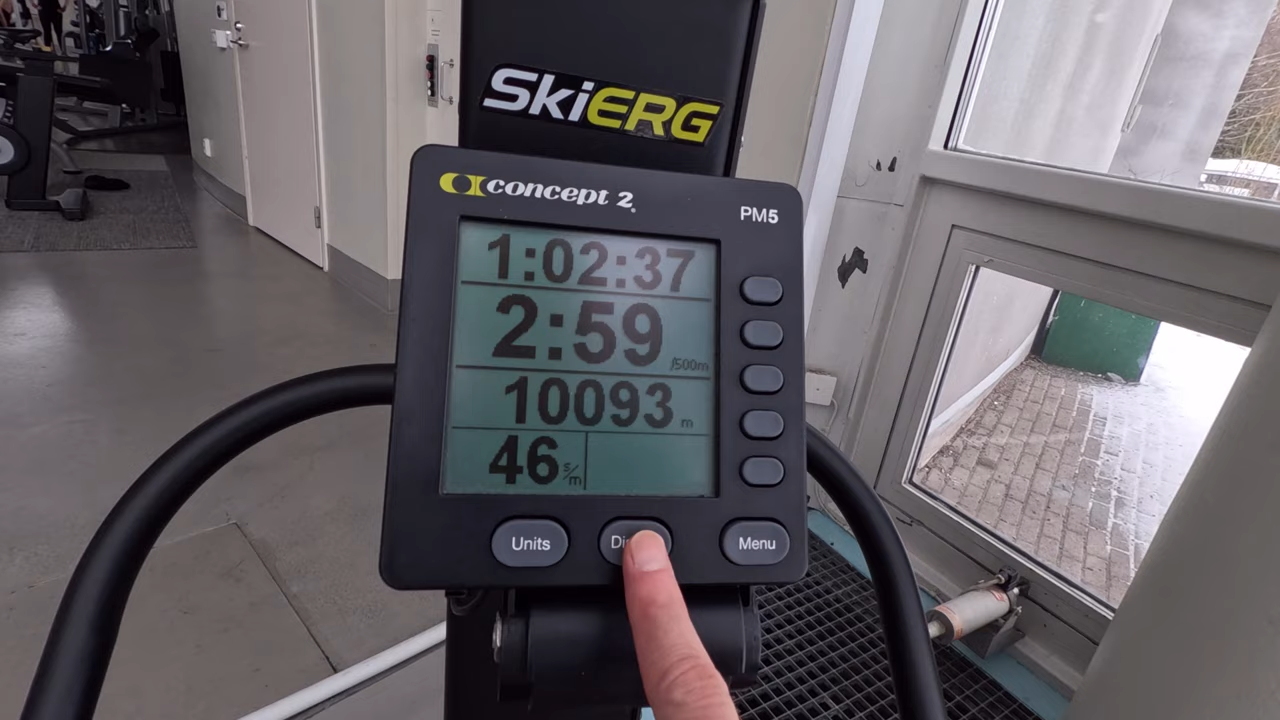 SkiERG
concept 2.
PM5
1:02:37
2:59 /500m
10093 m
46 s/m
Units
Menu